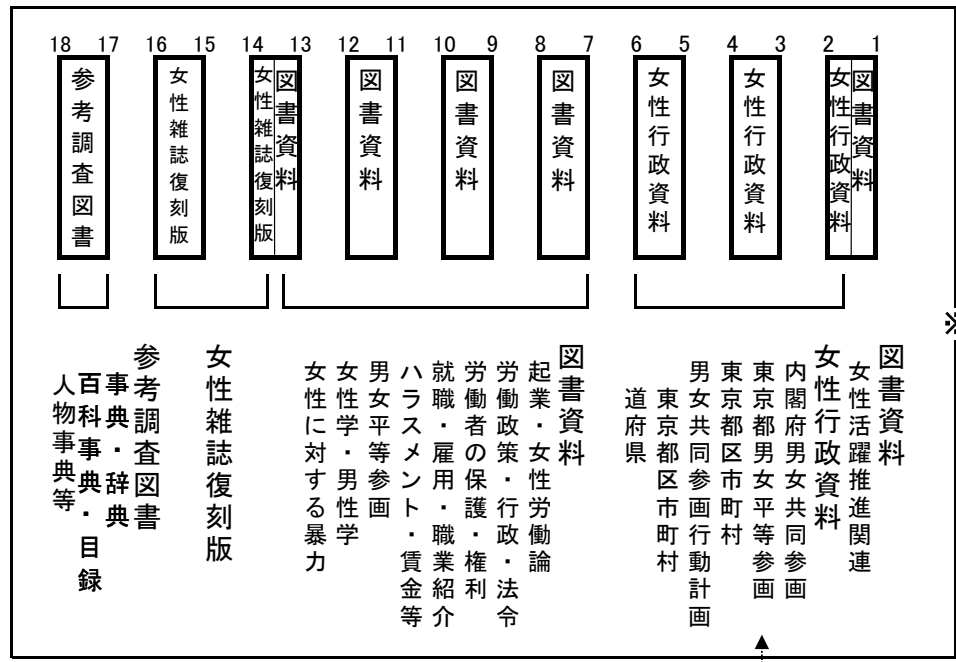 18 17 16 15 14 13 12 11 10 9 8 7 6 5 4 3 2 1
図書資料
女性行政資料
女性行政資料
女性行政資料
図書資料
図書資料
図書資料
図書資料
女性雑誌復刻版
女性雑誌復刻版
参考調査図書
※
図書資料
女性活躍推進関連
女性行政資料
内閣府男女共同参画
東京都男女平等参画
東京都区市町村
男女共同参画行動計画
東京都区市町村
道府県
図書資料
起業・女性労働論
労働政策・行政・法令
労働者の保護・権利
就職・雇用・職業紹介
ハラスメント・賃金等
男女平等参画
女性学・男性学
女性に対する暴力
女性雑誌復刻版
参考調査図書
事典・辞典
百科事典・目録
人物事典等